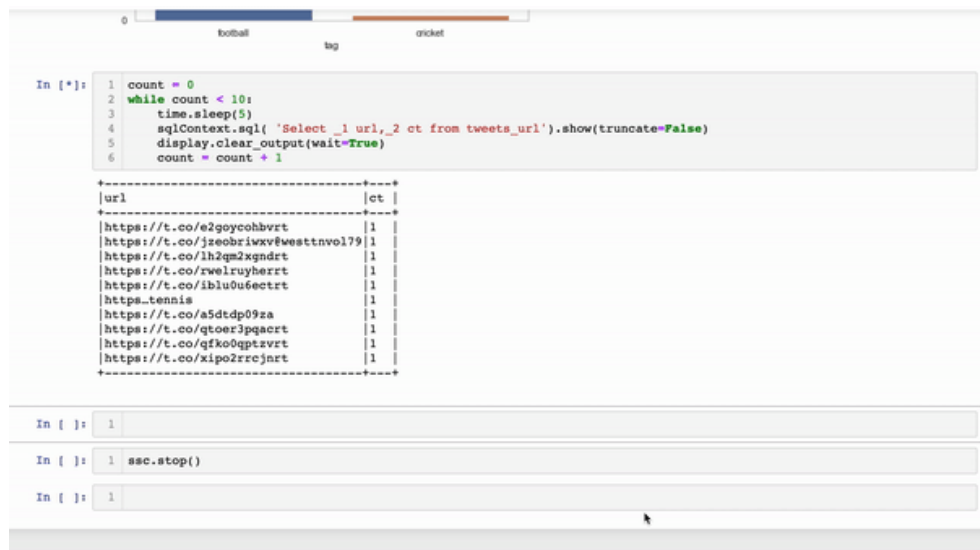 0
football cricket
tag
In [*]:
1 count = 0
2 while count < 10:
3 time.sleep(5)
4 sqlContext.sql( 'Select _1 url,_2 ct from tweets_url').show(truncate=False)
5 display.clear_output(wait=True)
6 count = count + 1
+----------------------------------+---+
|url |ct |
+----------------------------------+---+
|https://t.co/e2goycohbvrt |1 |
|https://t.co/jzeobriwxv@westtnvol79|1 |
|https://t.co/lh2qm2xgndrt |1 |
|https://t.co/rwelruyherrt |1 |
|https://t.co/iblu0u6ectrt |1 |
|https…tennis |1 |
|https://t.co/a5dtdp09za |1 |
|https://t.co/qtoer3pqacrt |1 |
|https://t.co/qfko0qptzvrt |1 |
|https://t.co/xipo2rrcjnrt |1 |
+----------------------------------+---+
In [ ]: 1
In [ ]: 1 ssc.stop()
In [ ]: 1